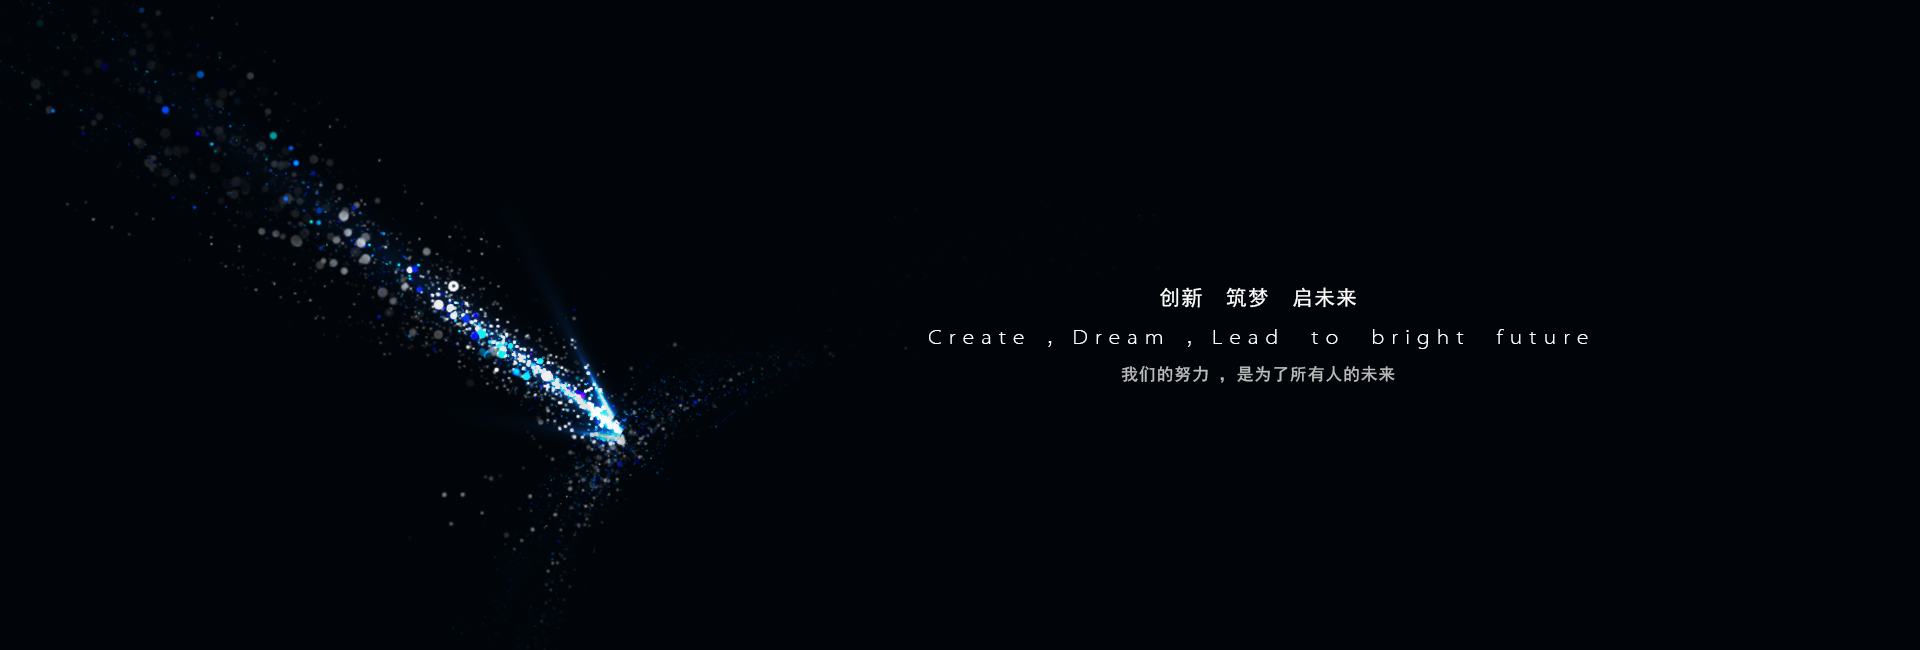 创新 筑梦 启未来
Create , Dream , Lead to bright future
我们的努力 ，是为了所有人的未来